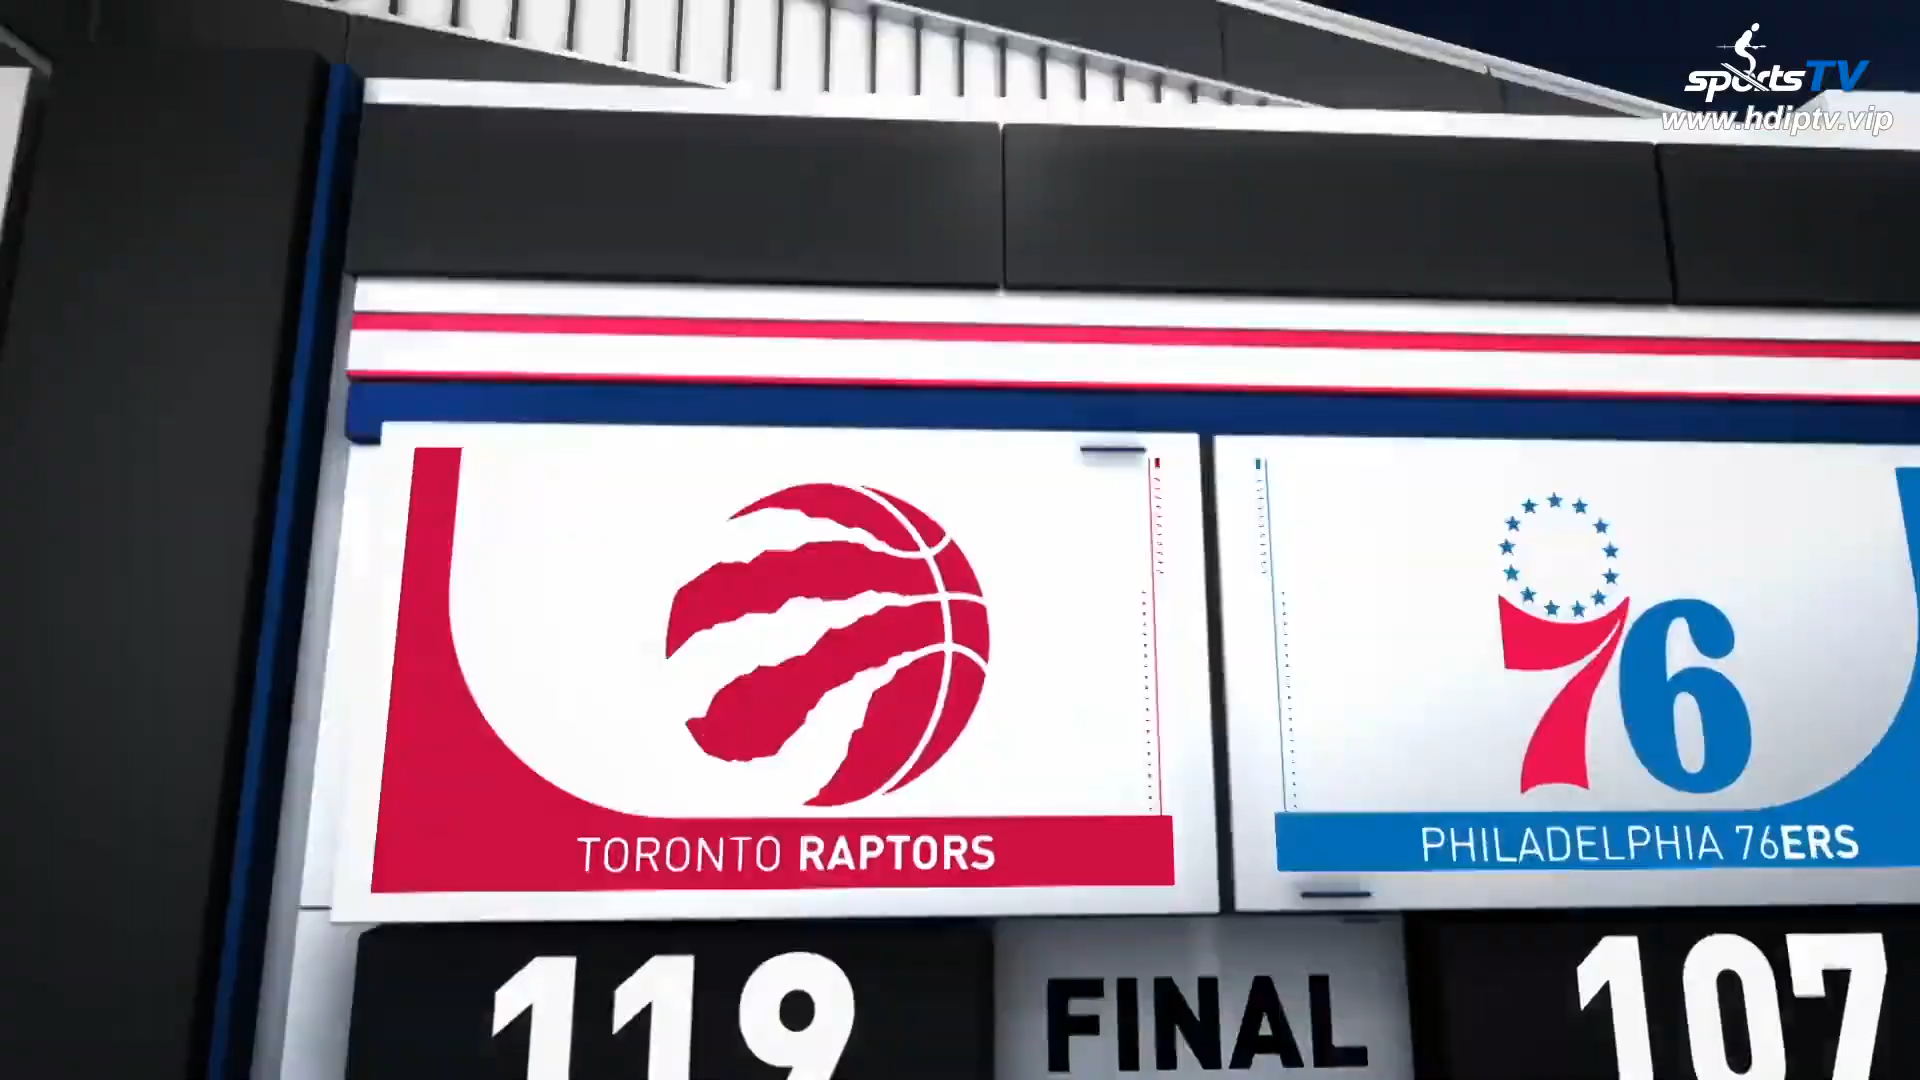 sportsTV
www.hdiptv.vip
76
TORONTO RAPTORS
PHILADELPHIA 76ERS
119
FINAL
107